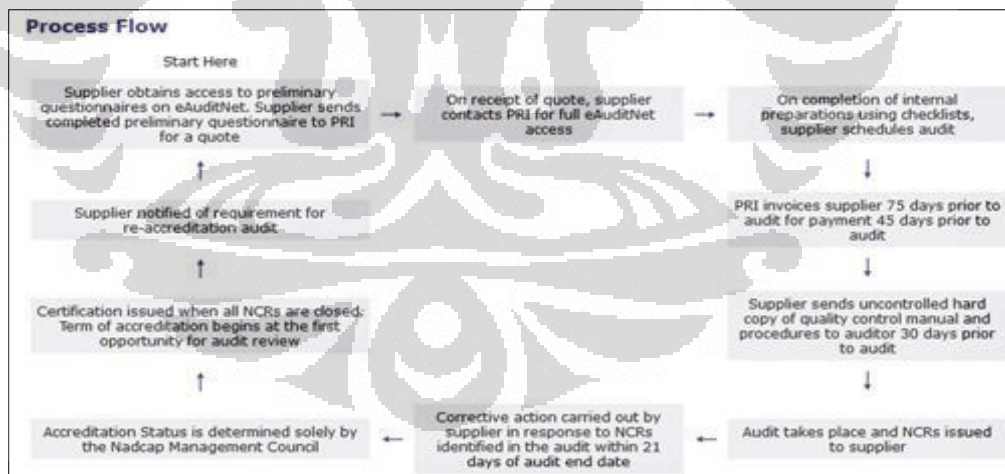 Process Flow
Start Here
Supplier obtains access to preliminary
questionnaires on eAuditNet. Supplier sends
completed preliminary questionnaire to PRI
for a quote
On receipt of quote, supplier
contacts PRI for full eAuditNet
access
On completion of internal
preparations using checklists,
supplier schedules audit
PRI invoices supplier 75 days prior to
audit for payment 45 days prior to
audit
Supplier sends uncontrolled hard
copy of quality control manual and
procedures to auditor 30 days prior
to audit
Audit takes place and NCRs issued
to supplier
Corrective action carried out by
supplier in response to NCRs
identified in the audit within 21
days of audit end date
Accreditation Status is determined solely by
the Nadcap Management Council
Certification issued when all NCRs are closed.
Term of accreditation begins at the first
opportunity for audit review
Supplier notified of requirement for
re-accreditation audit